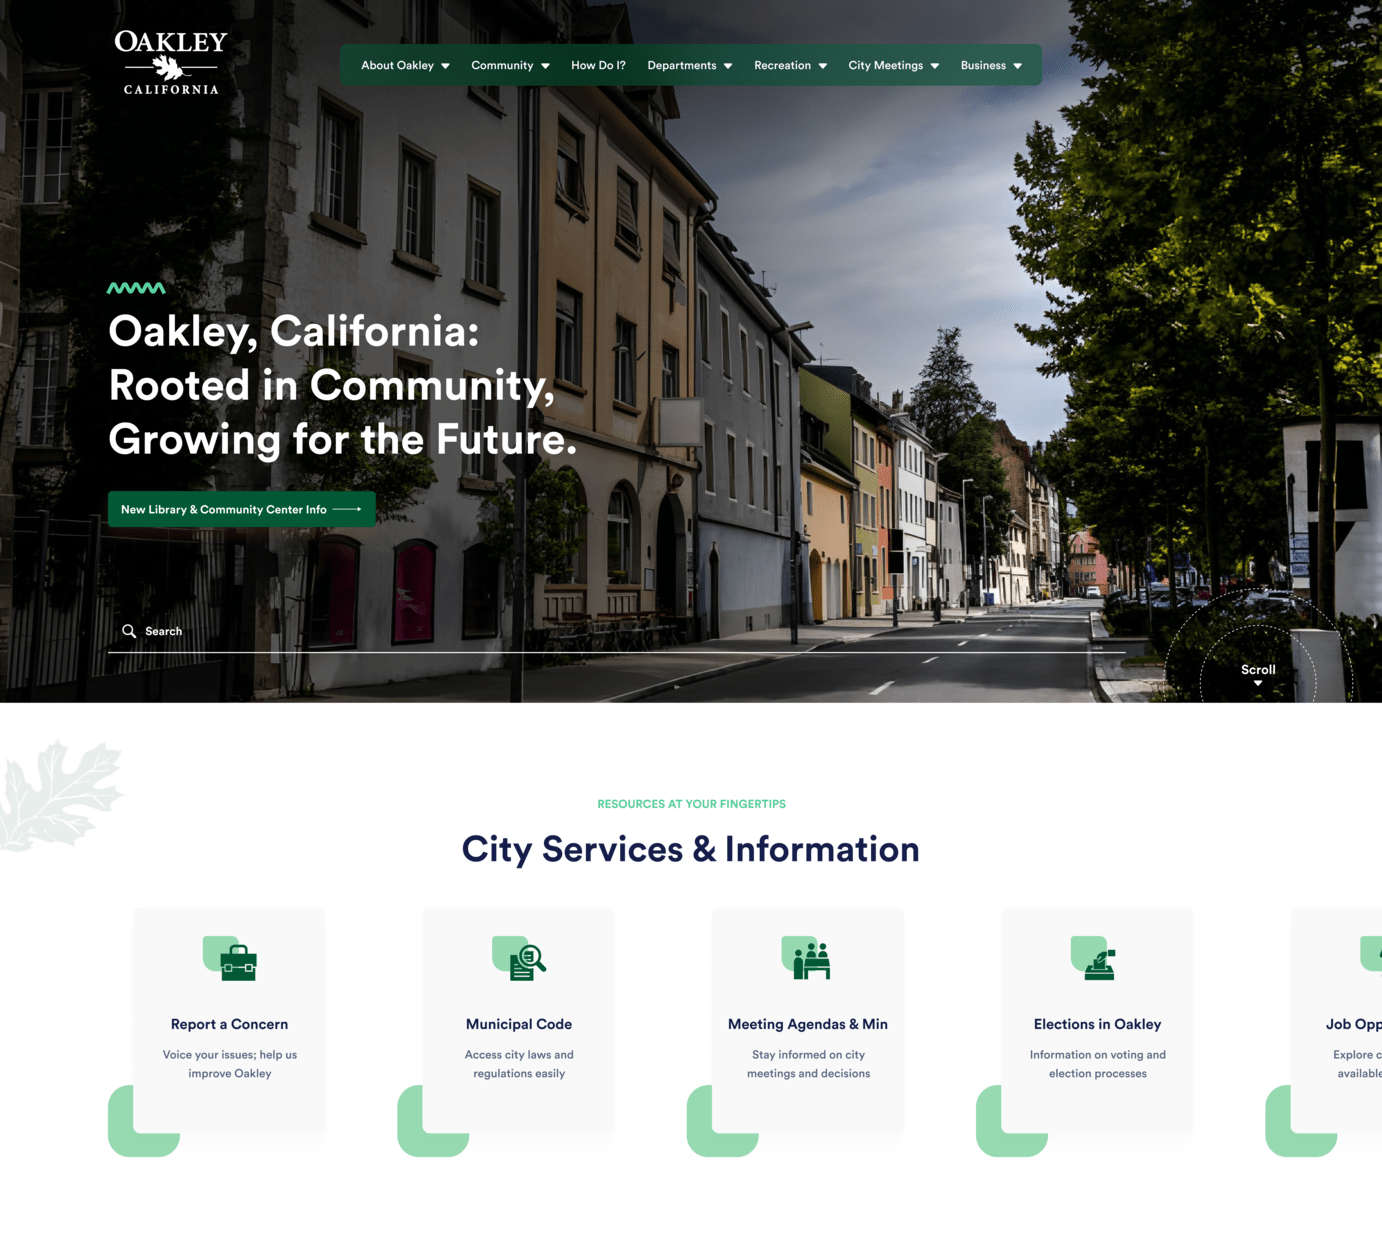 OAKLEY
CALIFORNIA
About Oakley
Community
How Do I?
Departments
Recreation
City Meetings
Business
Oakley, California:
Rooted in Community,
Growing for the Future.
New Library & Community Center Info
Search
Scroll
RESOURCES AT YOUR FINGERTIPS
City Services & Information
Report a Concern
Voice your issues; help us
improve Oakley
Municipal Code
Access city laws and
regulations easily
Meeting Agendas & Min
Stay informed on city
meetings and decisions
Elections in Oakley
Information on voting and
election processes
Job Opp
Explore c
available